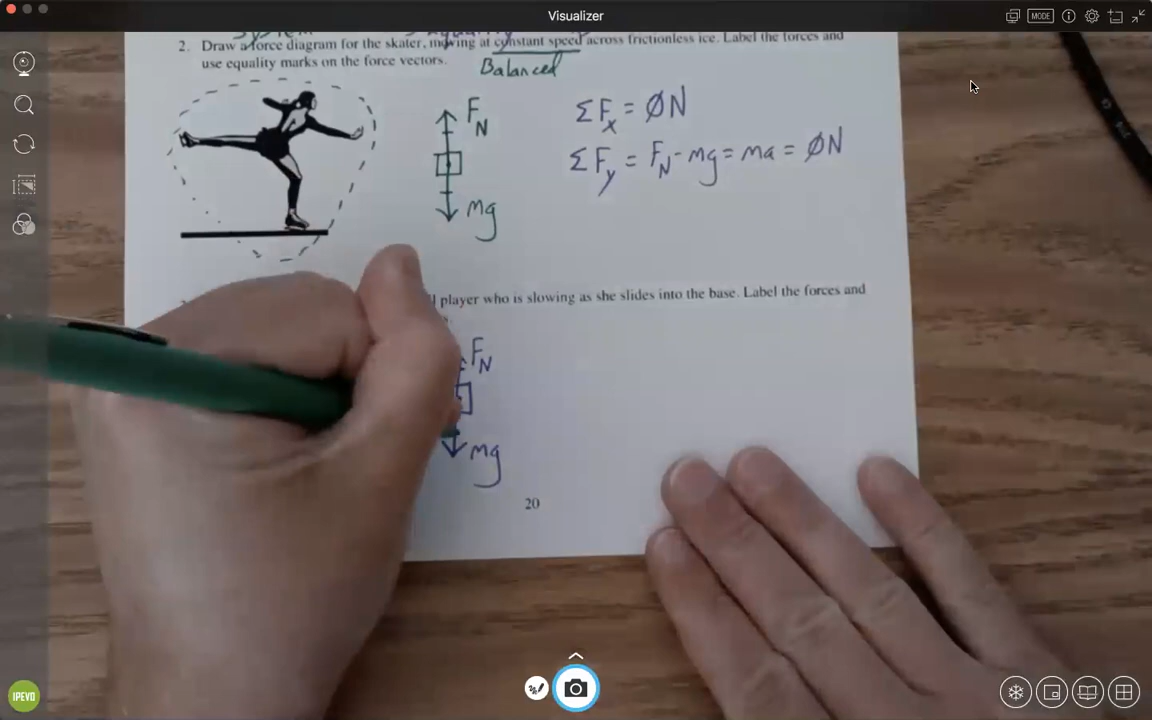 Visualizer
MODE
2. Draw a force diagram for the skater, moving at constant speed across frictionless ice. Label the forces and
use equality marks on the force vectors.
Balanced
F_N
mg
ΣF_x = ØN
ΣF_y = F_N - mg = ma = ØN
player who is slowing as she slides into the base. Label the forces and
F_N
mg
20
IPEVO